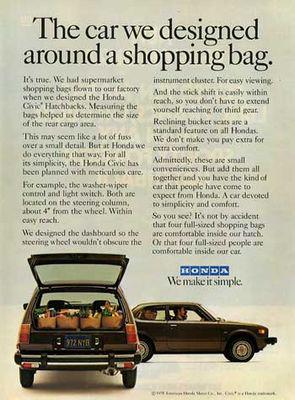 The car we designed
around a shopping bag.
It's true. We had supermarket
shopping bags flown to our factory
when we designed the Honda
Civic® Hatchbacks. Measuring the
bags helped us determine the size
of the rear cargo area.
This may seem like a lot of fuss
over a small detail. But at Honda we
do everything that way. For all
its simplicity, the Honda Civic has
been planned with meticulous care.
For example, the washer-wiper
control and light switch. Both are
located on the steering column,
about 4" from the wheel. Within
easy reach.
We designed the dashboard so the
steering wheel wouldn't obscure the
instrument cluster. For easy viewing.
And the stick shift is easily within
reach, so you don't have to extend
yourself reaching for third gear.
Reclining bucket seats are a
standard feature on all Hondas.
We don't make you pay extra for
extra comfort.
Admittedly, these are small
conveniences. But add them all
together and you have the kind of
car that people have come to
expect from Honda. A car devoted
to simplicity and comfort.
So you see? It's not by accident
that four full-sized shopping bags
are comfortable inside our hatch.
Or that four full-sized people are
comfortable inside our car.
HONDA
We make it simple.
972 NYB
© 1978 American Honda Motor Co., Inc. Civic® is a Honda trademark.